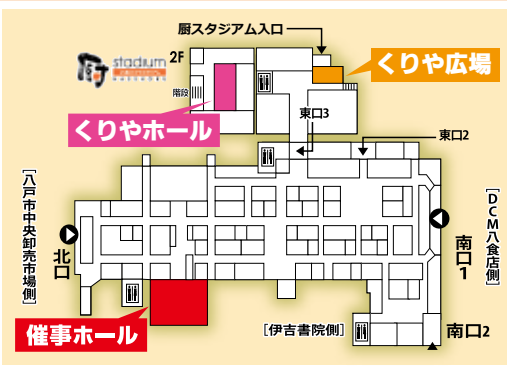 厨スタジアム入口
厨 stadium
2F
階段
くりや広場
くりやホール
東口3
東口2
[八戸市中央卸売市場側]
北口
[DCM八食店側]
南口1
催事ホール
[伊吉書院側]
南口2